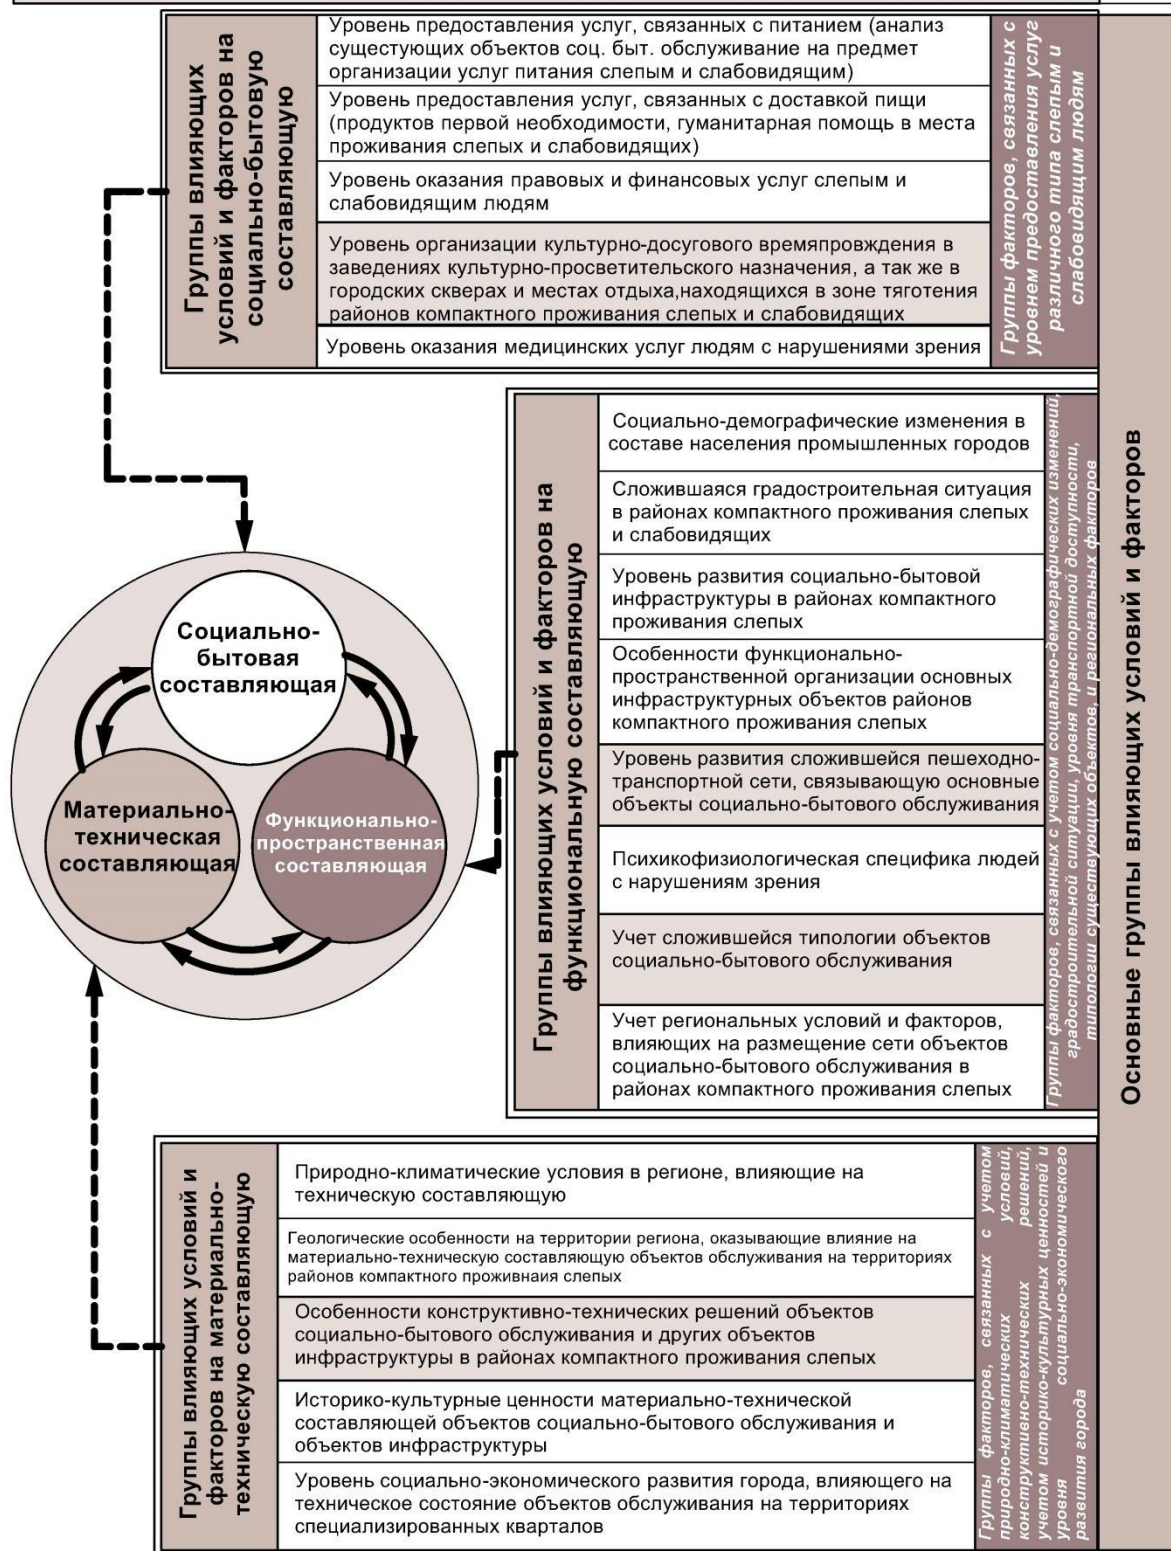 Группы влияющих
условий и факторов на
социально-бытовую
составляющую
Уровень предоставления услуг, связанных с питанием (анализ
сущестующих объектов соц. быт. обслуживание на предмет
организации услуг питания слепым и слабовидящим)
Уровень предоставления услуг, связанных с доставкой пищи
(продуктов первой необходимости, гуманитарная помощь в места
проживания слепых и слабовидящих)
Уровень оказания правовых и финансовых услуг слепым и
слабовидящим людям
Уровень организации культурно-досугового времяпровждения в
заведениях культурно-просветительского назначения, а так же в
городских скверах и местах отдыха,находящихся в зоне тяготения
районов компактного проживания слепых и слабовидящих
Уровень оказания медицинских услуг людям с нарушениями зрения
Группы факторов, связанных с
уровнем предоставления услуг
различного типа слепым и
слабовидящим людям
Социально-
бытовая
составляющая
Материально-
техническая
составляющая
Функционально-
пространственная
составляющая
Группы влияющих условий и факторов на
функциональную составляющую
Социально-демографические изменения в
составе населения промышленных городов
Сложившаяся градостроительная ситуация
в районах компактного проживания слепых
и слабовидящих
Уровень развития социально-бытовой
инфраструктуры в районах компактного
проживания слепых
Особенности функционально-
пространственной организации основных
инфраструктурных объектов районов
компактного проживания слепых
Уровень развития сложившейся пешеходно-
транспортной сети, связывающую основные
объекты социально-бытового обслуживания
Психикофизиологическая специфика людей
с нарушениям зрения
Учет сложившейся типологии объектов
социально-бытового обслуживания
Учет региональных условий и факторов,
влияющих на размещение сети объектов
социально-бытового обслуживания в
районах компактного проживания слепых
Группы факторов, связанных с учетом социально-демографических изменений,
градостроительной ситуации, уровня транспортной доступности,
типологии существующих объектов, и региональных факторов
Группы влияющих условий и
факторов на материально-
техническую составляющую
Природно-климатические условия в регионе, влияющие на
техническую составляющую
Геологические особенности на территории региона, оказывающие влияние на
материально-техническую составляющую объектов обслуживания на территориях
районов компактного проживнаия слепых
Особенности конструктивно-технических решений объектов
социально-бытового обслуживания и других объектов
инфраструктуры в районах компактного проживания слепых
Историко-культурные ценности материально-технической
составляющей объектов социально-бытового обслуживания и
объектов инфраструктуры
Уровень социально-экономического развития города, влияющего на
техническое состояние объектов обслуживания на территориях
специализированных кварталов
Группы факторов, связанных с учетом
природно-климатических условий,
конструктивно-технических решений,
учетом историко-культурных ценностей и
уровня социально-экономического
развития города
Основные группы влияющих условий и факторов